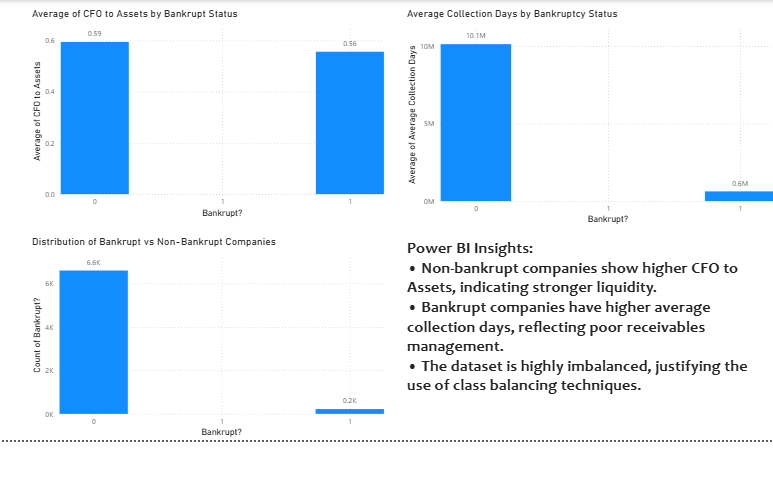 Average of CFO to Assets by Bankrupt Status
Average of CFO to Assets
0.6
0.4
0.2
0.0
0.59
0.56
0
1
1
Bankrupt?
Average Collection Days by Bankruptcy Status
Average of Average Collection Days
10M
5M
0M
10.1M
0.6M
0
1
1
Bankrupt?
Distribution of Bankrupt vs Non-Bankrupt Companies
Count of Bankrupt?
6K
4K
2K
0K
6.6K
0.2K
0
1
1
Bankrupt?
Power BI Insights:
• Non-bankrupt companies show higher CFO to
Assets, indicating stronger liquidity.
• Bankrupt companies have higher average
collection days, reflecting poor receivables
management.
• The dataset is highly imbalanced, justifying the
use of class balancing techniques.